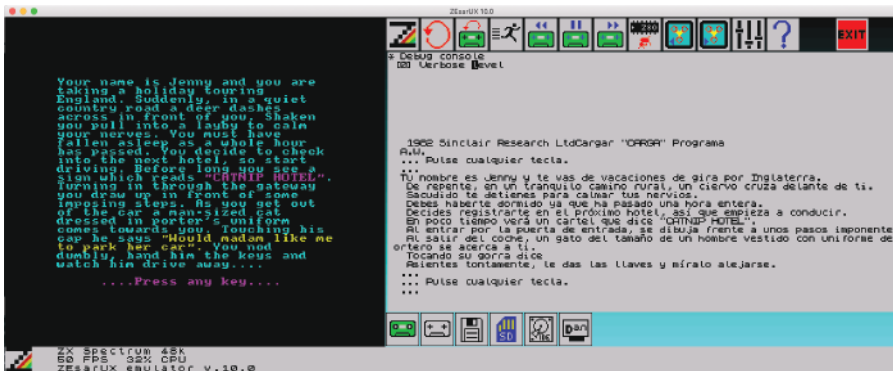 ZEsarUX 10.0
EXIT
* Debug console
[2] Verbose level
Your name is Jenny and you are
taking a holiday touring
England. Suddenly, in a quiet
country road a deer dashes
across in front of you. Shaken
you pull into a layby to calm
your nerves. You must have
fallen asleep as a whole hour
has passed. You decide to check
into the next hotel, so start
driving. Before long you see a
sign which reads "CATNIP HOTEL".
Turning in through the gateway
you draw up in front of some
imposing steps. As you get out
of the car a man-sized cat
dressed in porter's uniform
comes towards you. Touching his
cap he says "Would madam like me
to park her car". You nod
dumbly, hand him the keys and
watch him drive away....
....Press any key....
1982 Sinclair Research LtdCargar "CARGA" Programa
A.W.
... Pulse cualquier tecla.
...
Tu nombre es Jenny y te vas de vacaciones de gira por Inglaterra.
De repente, en un tranquilo camino rural, un ciervo cruza delante de ti.
Sacudido te detienes para calmar tus nervios.
Debes haberte dormido ya que ha pasado una hora entera.
Decides registrarte en el próximo hotel, así que empieza a conducir.
En poco tiempo verá un cartel que dice "CATNIP HOTEL".
Al entrar por la puerta de entrada, se dibuja frente a unos pasos imponente
Al salir del coche, un gato del tamaño de un hombre vestido con uniforme de
ortero se acerca a ti.
Tocando su gorra dice
Asientes tontamente, le das las llaves y míralo alejarse.
...
... Pulse cualquier tecla.
...
SD
IDE
Dan
ZX Spectrum 48k
50 FPS 32% CPU
ZEsarUX emulator v.10.0